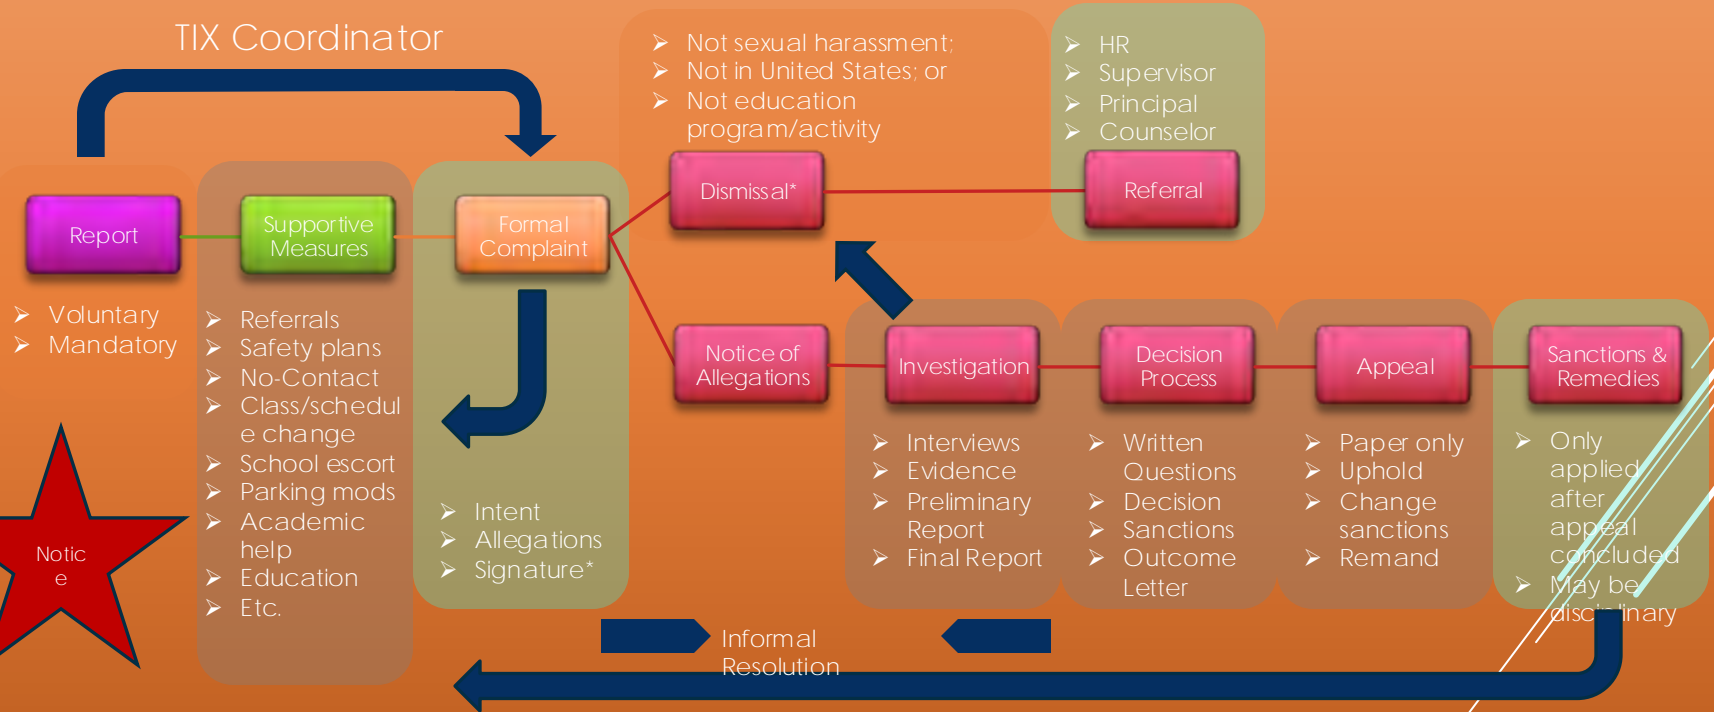 TIX Coordinator
Not sexual harassment;
Not in United States; or
Not education
program/activity
HR
Supervisor
Principal
Counselor
Dismissal*
Referral
Report
Supportive
Measures
Formal
Complaint
Voluntary
Mandatory
Referrals
Safety plans
No-Contact
Class/schedul
e change
School escort
Parking mods
Academic
help
Education
Etc.
Intent
Allegations
Signature*
Notice of
Allegations
Investigation
Decision
Process
Appeal
Sanctions &
Remedies
Interviews
Evidence
Preliminary
Report
Final Report
Written
Questions
Decision
Sanctions
Outcome
Letter
Paper only
Uphold
Change
sanctions
Remand
Only
applied
after
appeal
concluded
May be
disciplinary
Notic
e
Informal
Resolution